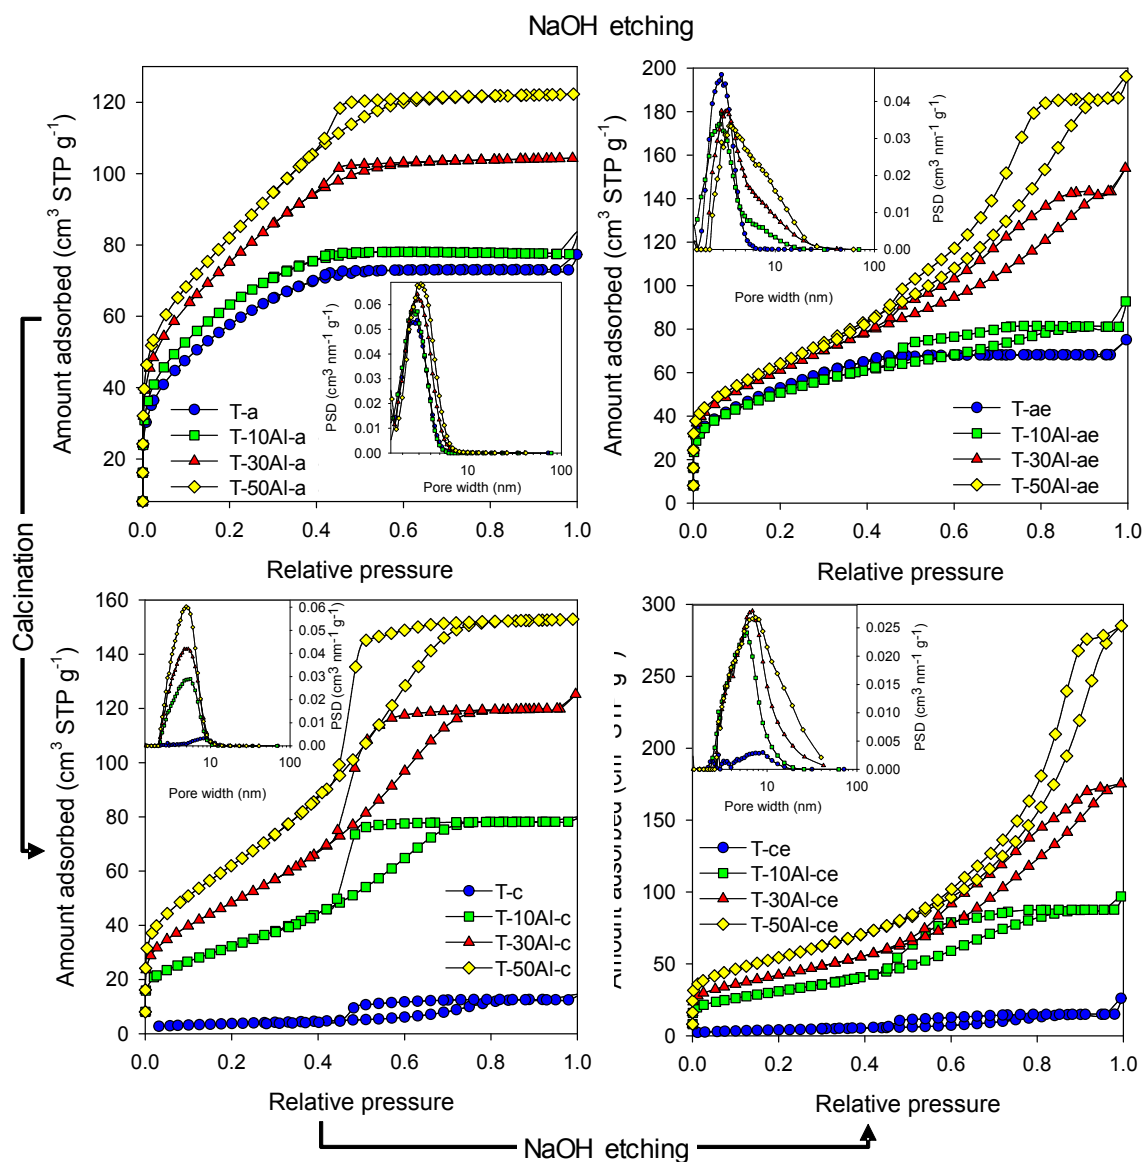 NaOH etching
Amount adsorbed (cm³ STP g⁻¹)
120
100
80
60
40
20
0.0 0.2 0.4 0.6 0.8 1.0
Relative pressure
T-a
T-10Al-a
T-30Al-a
T-50Al-a
PSD (cm³ nm⁻¹ g⁻¹)
0.06
0.05
0.04
0.03
0.02
0.01
0.00
10 100
Pore width (nm)
Amount adsorbed (cm³ STP g⁻¹)
200
180
160
140
120
100
80
60
40
20
0
0.0 0.2 0.4 0.6 0.8 1.0
Relative pressure
T-ae
T-10Al-ae
T-30Al-ae
T-50Al-ae
0.04
0.03
0.02
0.01
0.00
PSD (cm³ nm⁻¹ g⁻¹)
10 100
Pore width (nm)
Calcination
Amount adsorbed (cm³ STP g⁻¹)
160
140
120
100
80
60
40
20
0
0.0 0.2 0.4 0.6 0.8 1.0
Relative pressure
T-c
T-10Al-c
T-30Al-c
T-50Al-c
0.06
0.05
0.04
0.03
0.02
0.01
0.00
PSD (cm³ nm⁻¹ g⁻¹)
10 100
Pore width (nm)
300
250
200
150
100
50
0
0.0 0.2 0.4 0.6 0.8 1.0
Relative pressure
T-ce
T-10Al-ce
T-30Al-ce
T-50Al-ce
0.025
0.020
0.015
0.010
0.005
0.000
PSD (cm³ nm⁻¹ g⁻¹)
10 100
Pore width (nm)
NaOH etching